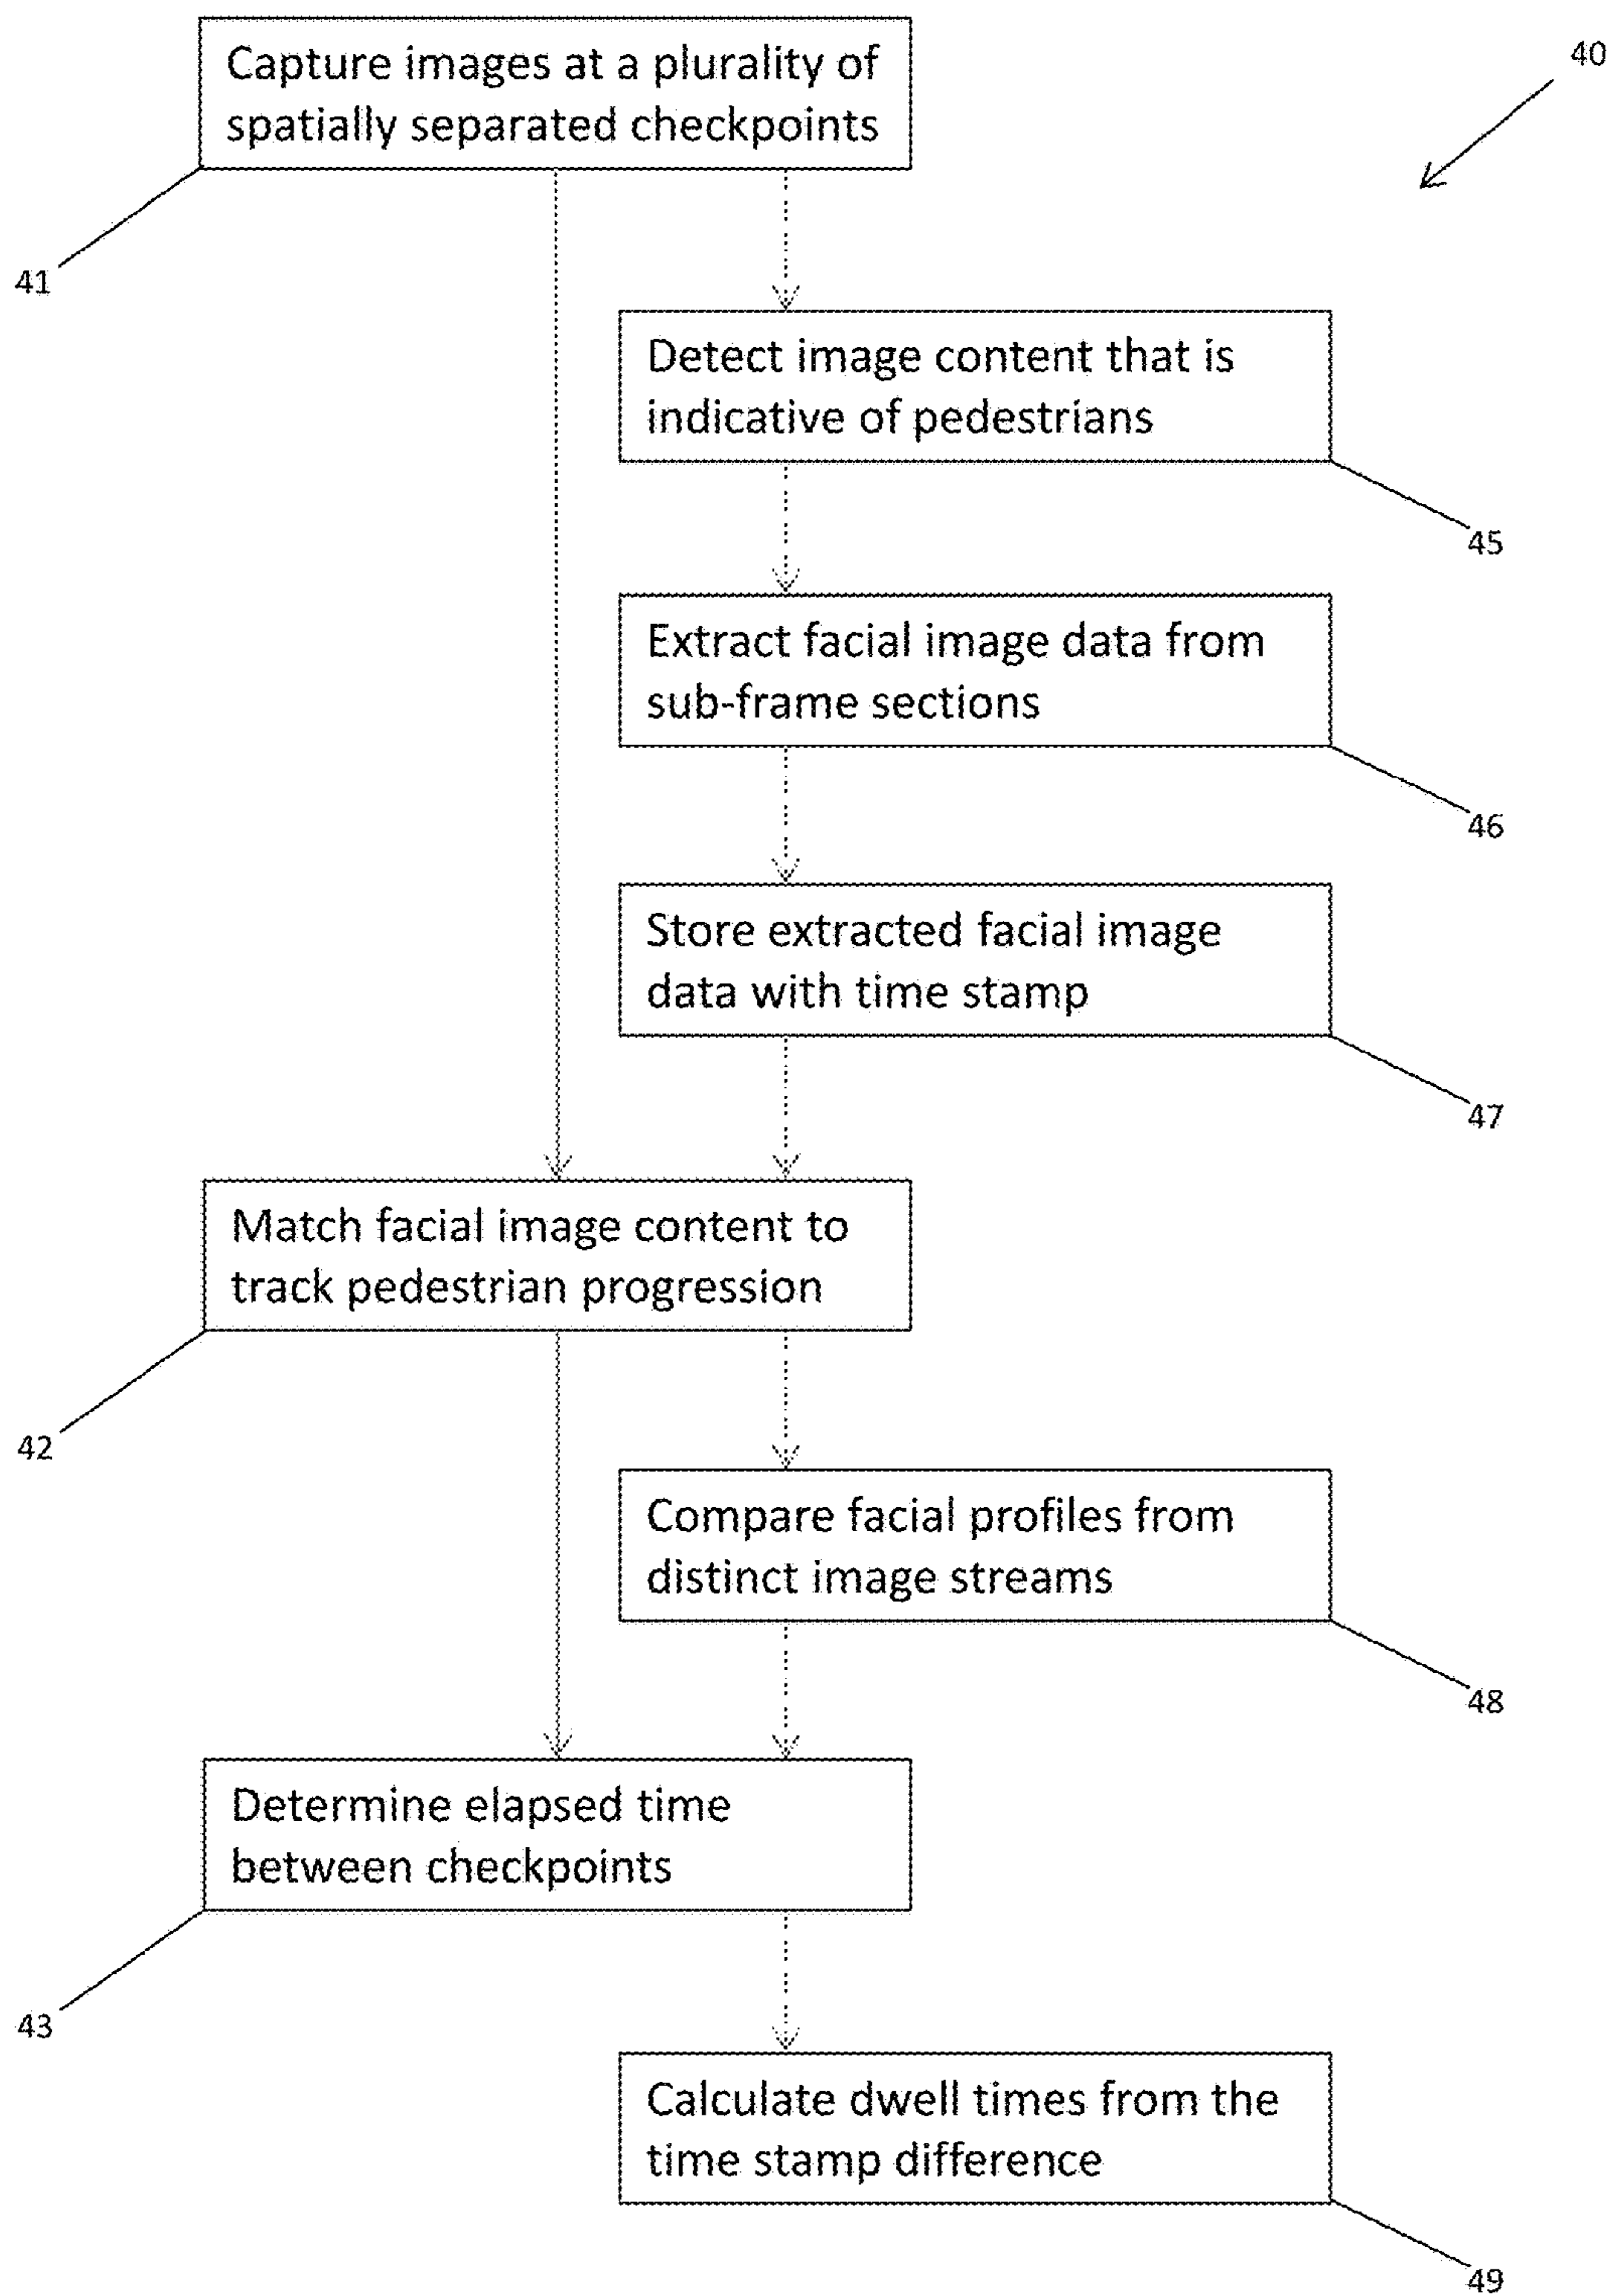 Capture images at a plurality of
spatially separated checkpoints
40
41
Detect image content that is
indicative of pedestrians
45
Extract facial image data from
sub-frame sections
46
Store extracted facial image
data with time stamp
47
Match facial image content to
track pedestrian progression
42
Compare facial profiles from
distinct image streams
48
Determine elapsed time
between checkpoints
43
Calculate dwell times from the
time stamp difference
49